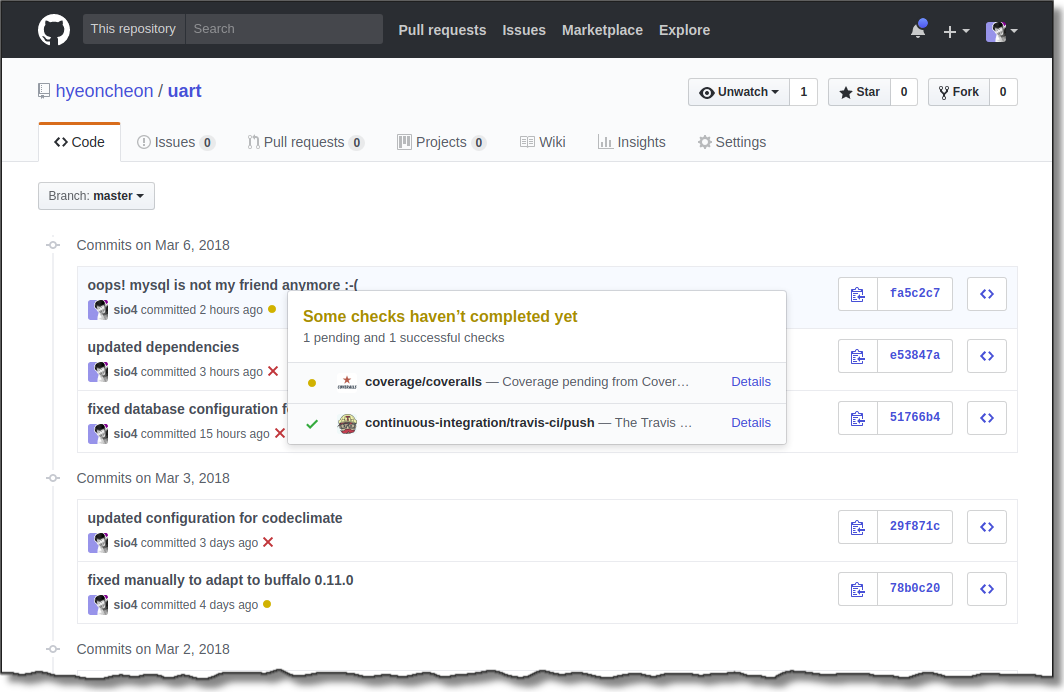 This repository Search Pull requests Issues Marketplace Explore
hyeoncheon / uart Unwatch 1 Star 0 Fork 0
Code Issues 0 Pull requests 0 Projects 0 Wiki Insights Settings
Branch: master
Commits on Mar 6, 2018
oops! mysql is not my friend anymore :-(
sio4 committed 2 hours ago
fa5c2c7
Some checks haven’t completed yet
1 pending and 1 successful checks
coverage/coveralls — Coverage pending from Cover… Details
continuous-integration/travis-ci/push — The Travis … Details
updated dependencies
sio4 committed 3 hours ago
e53847a
fixed database configuration
sio4 committed 15 hours ago
51766b4
Commits on Mar 3, 2018
updated configuration for codeclimate
sio4 committed 3 days ago
29f871c
fixed manually to adapt to buffalo 0.11.0
sio4 committed 4 days ago
78b0c20
Commits on Mar 2, 2018